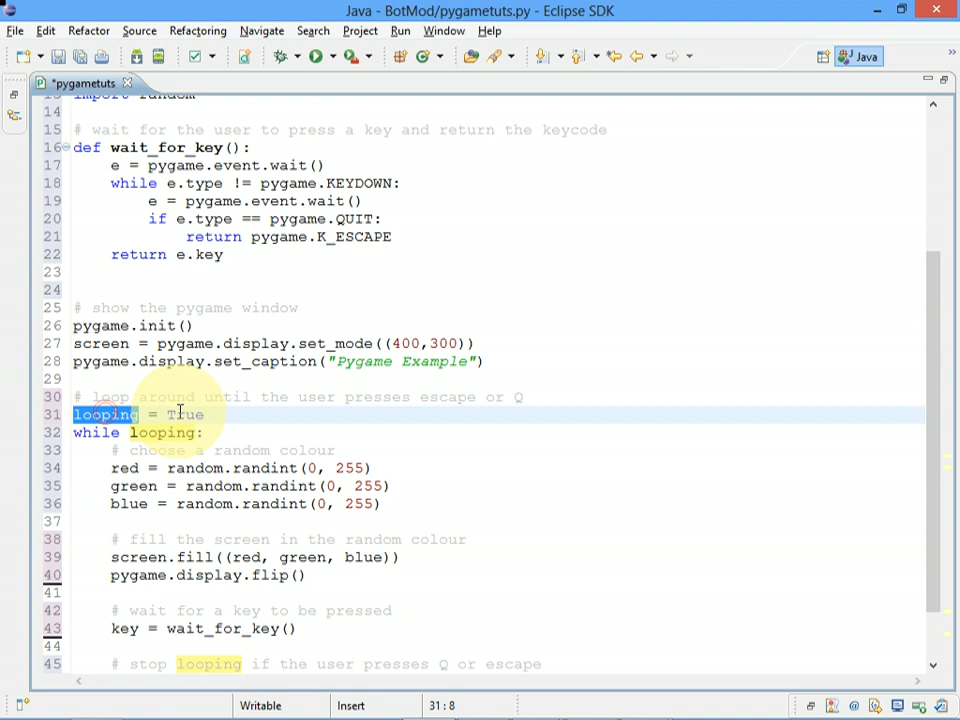 Java - BotMod/pygametuts.py - Eclipse SDK
File Edit Refactor Source Refactoring Navigate Search Project Run Window Help
Java
*pygametuts
13 import random
14
15 # wait for the user to press a key and return the keycode
16 def wait_for_key():
17 e = pygame.event.wait()
18 while e.type != pygame.KEYDOWN:
19 e = pygame.event.wait()
20 if e.type == pygame.QUIT:
21 return pygame.K_ESCAPE
22 return e.key
23
24
25 # show the pygame window
26 pygame.init()
27 screen = pygame.display.set_mode((400,300))
28 pygame.display.set_caption("Pygame Example")
29
30 # loop around until the user presses escape or Q
31 looping = True
32 while looping:
33 # choose a random colour
34 red = random.randint(0, 255)
35 green = random.randint(0, 255)
36 blue = random.randint(0, 255)
37
38 # fill the screen in the random colour
39 screen.fill((red, green, blue))
40 pygame.display.flip()
41
42 # wait for a key to be pressed
43 key = wait_for_key()
44
45 # stop looping if the user presses Q or escape
Writable Insert 31 : 8